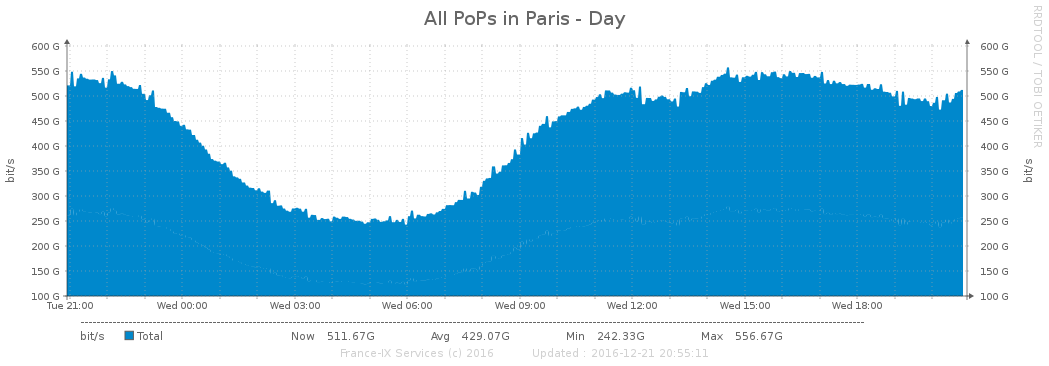 All PoPs in Paris - Day
RRDTOOL / TOBI OETIKER
600 G 600 G
550 G 550 G
500 G 500 G
450 G 450 G
400 G 400 G
350 G 350 G
300 G 300 G
250 G 250 G
200 G 200 G
150 G 150 G
100 G 100 G
bit/s bit/s
Tue 21:00 Wed 00:00 Wed 03:00 Wed 06:00 Wed 09:00 Wed 12:00 Wed 15:00 Wed 18:00
bit/s Total Now 511.67G Avg 429.07G Min 242.33G Max 556.67G
France-IX Services (c) 2016 Updated : 2016-12-21 20:55:11